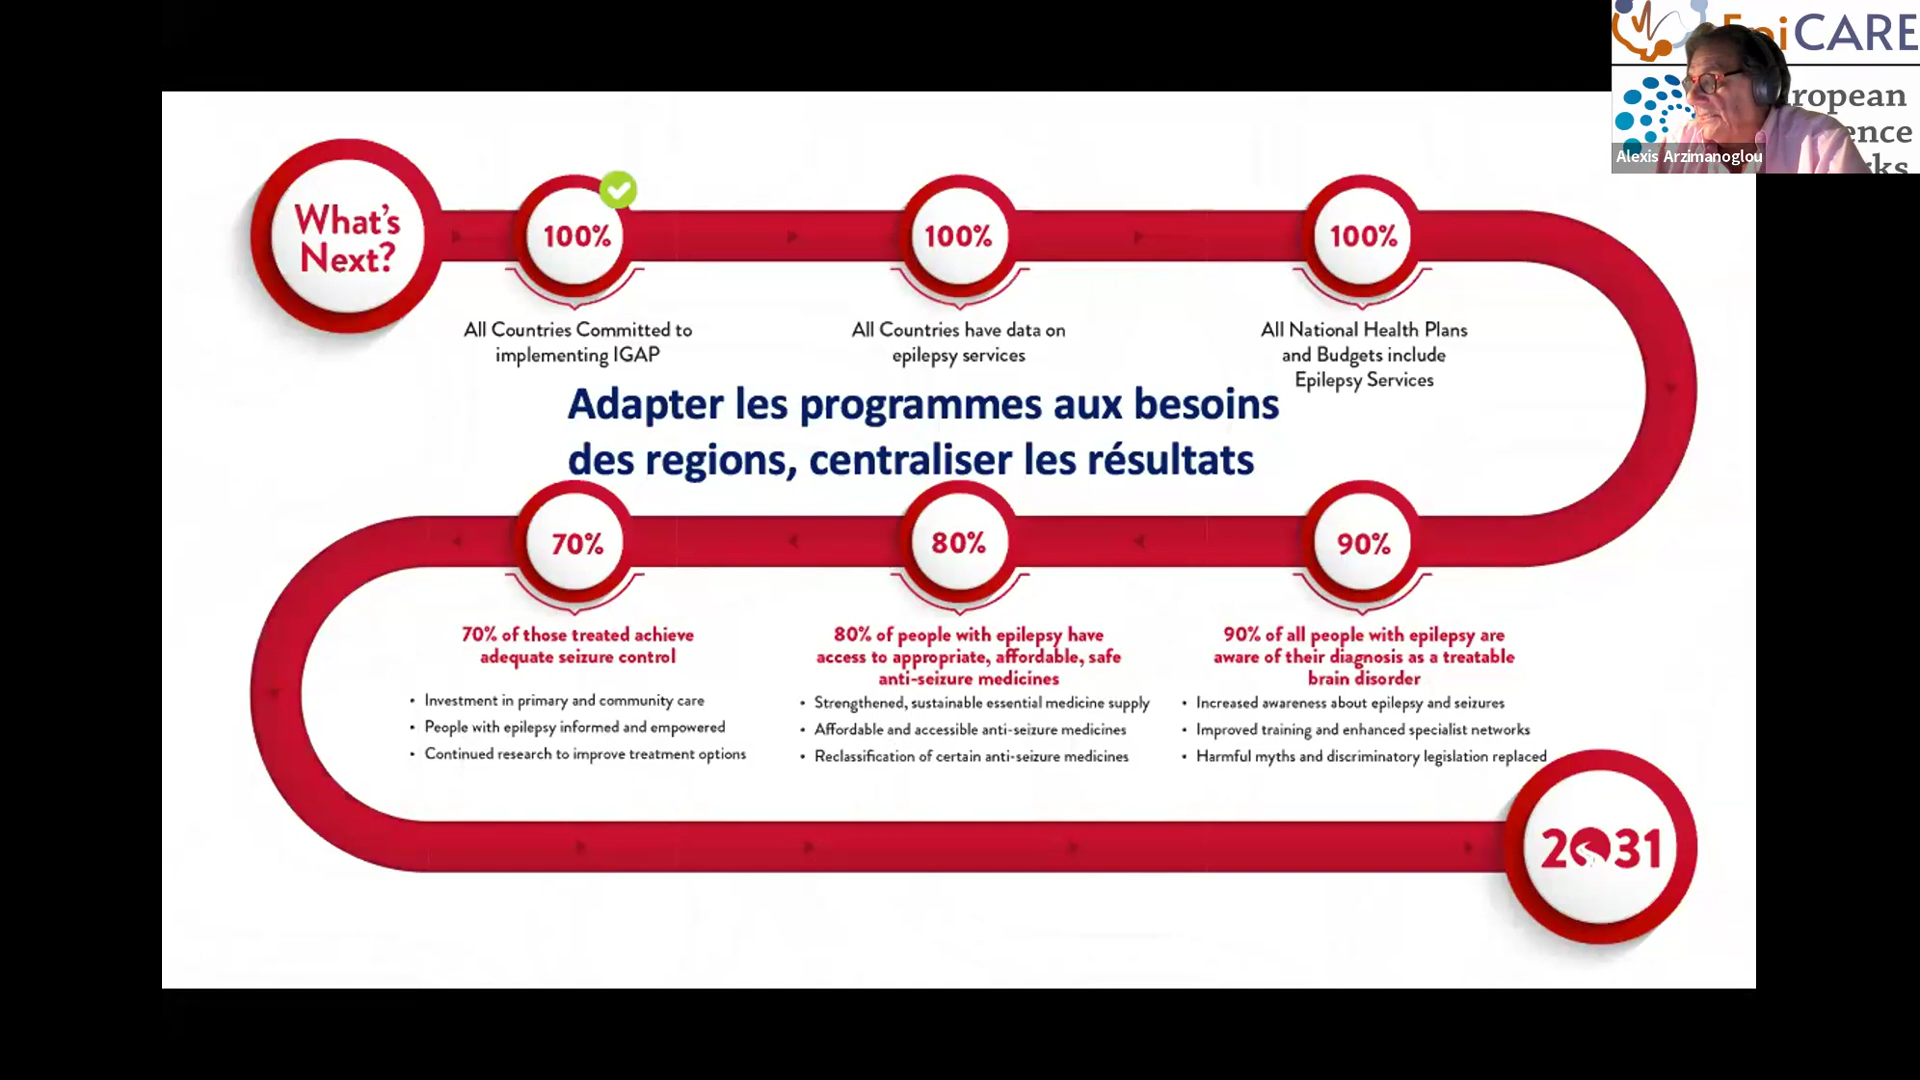 EpiCARE
European
Alexis Arzimanoglou
What's
Next?
100%
All Countries Committed to
implementing IGAP
100%
All Countries have data on
epilepsy services
100%
All National Health Plans
and Budgets include
Epilepsy Services
Adapter les programmes aux besoins
des regions, centraliser les résultats
70%
70% of those treated achieve
adequate seizure control
• Investment in primary and community care
• People with epilepsy informed and empowered
• Continued research to improve treatment options
80%
80% of people with epilepsy have
access to appropriate, affordable, safe
anti-seizure medicines
• Strengthened, sustainable essential medicine supply
• Affordable and accessible anti-seizure medicines
• Reclassification of certain anti-seizure medicines
90%
90% of all people with epilepsy are
aware of their diagnosis as a treatable
brain disorder
• Increased awareness about epilepsy and seizures
• Improved training and enhanced specialist networks
• Harmful myths and discriminatory legislation replaced
2031